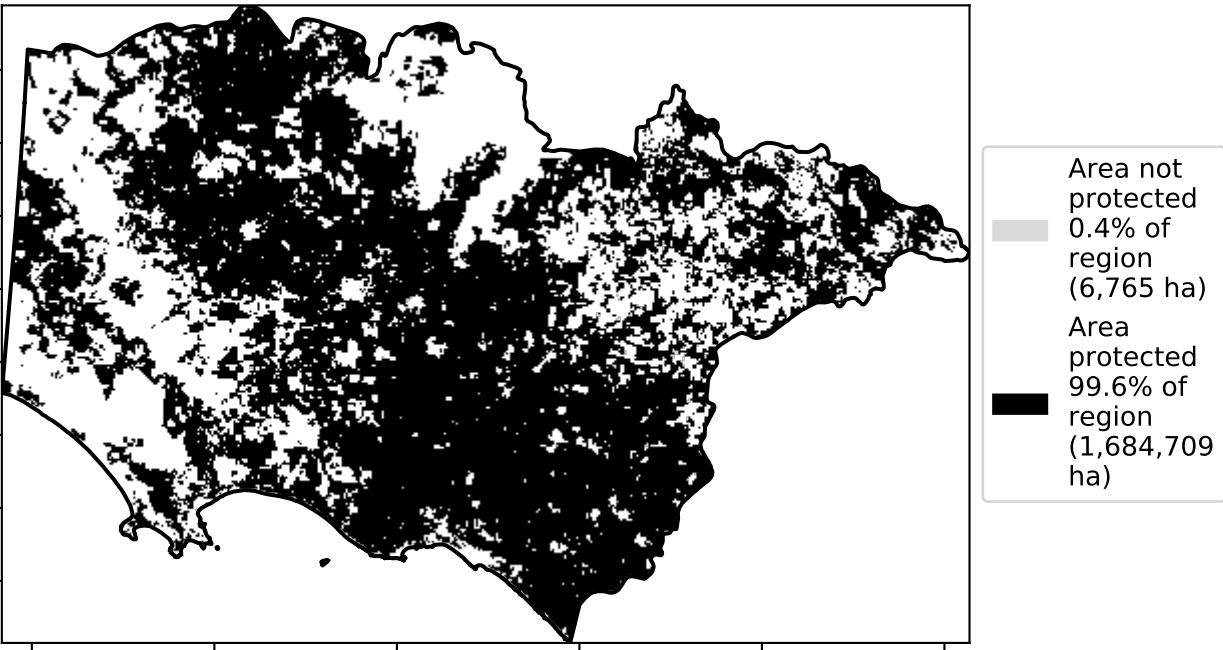 Area not
protected
0.4% of
region
(6,765 ha)
Area
protected
99.6% of
region
(1,684,709
ha)